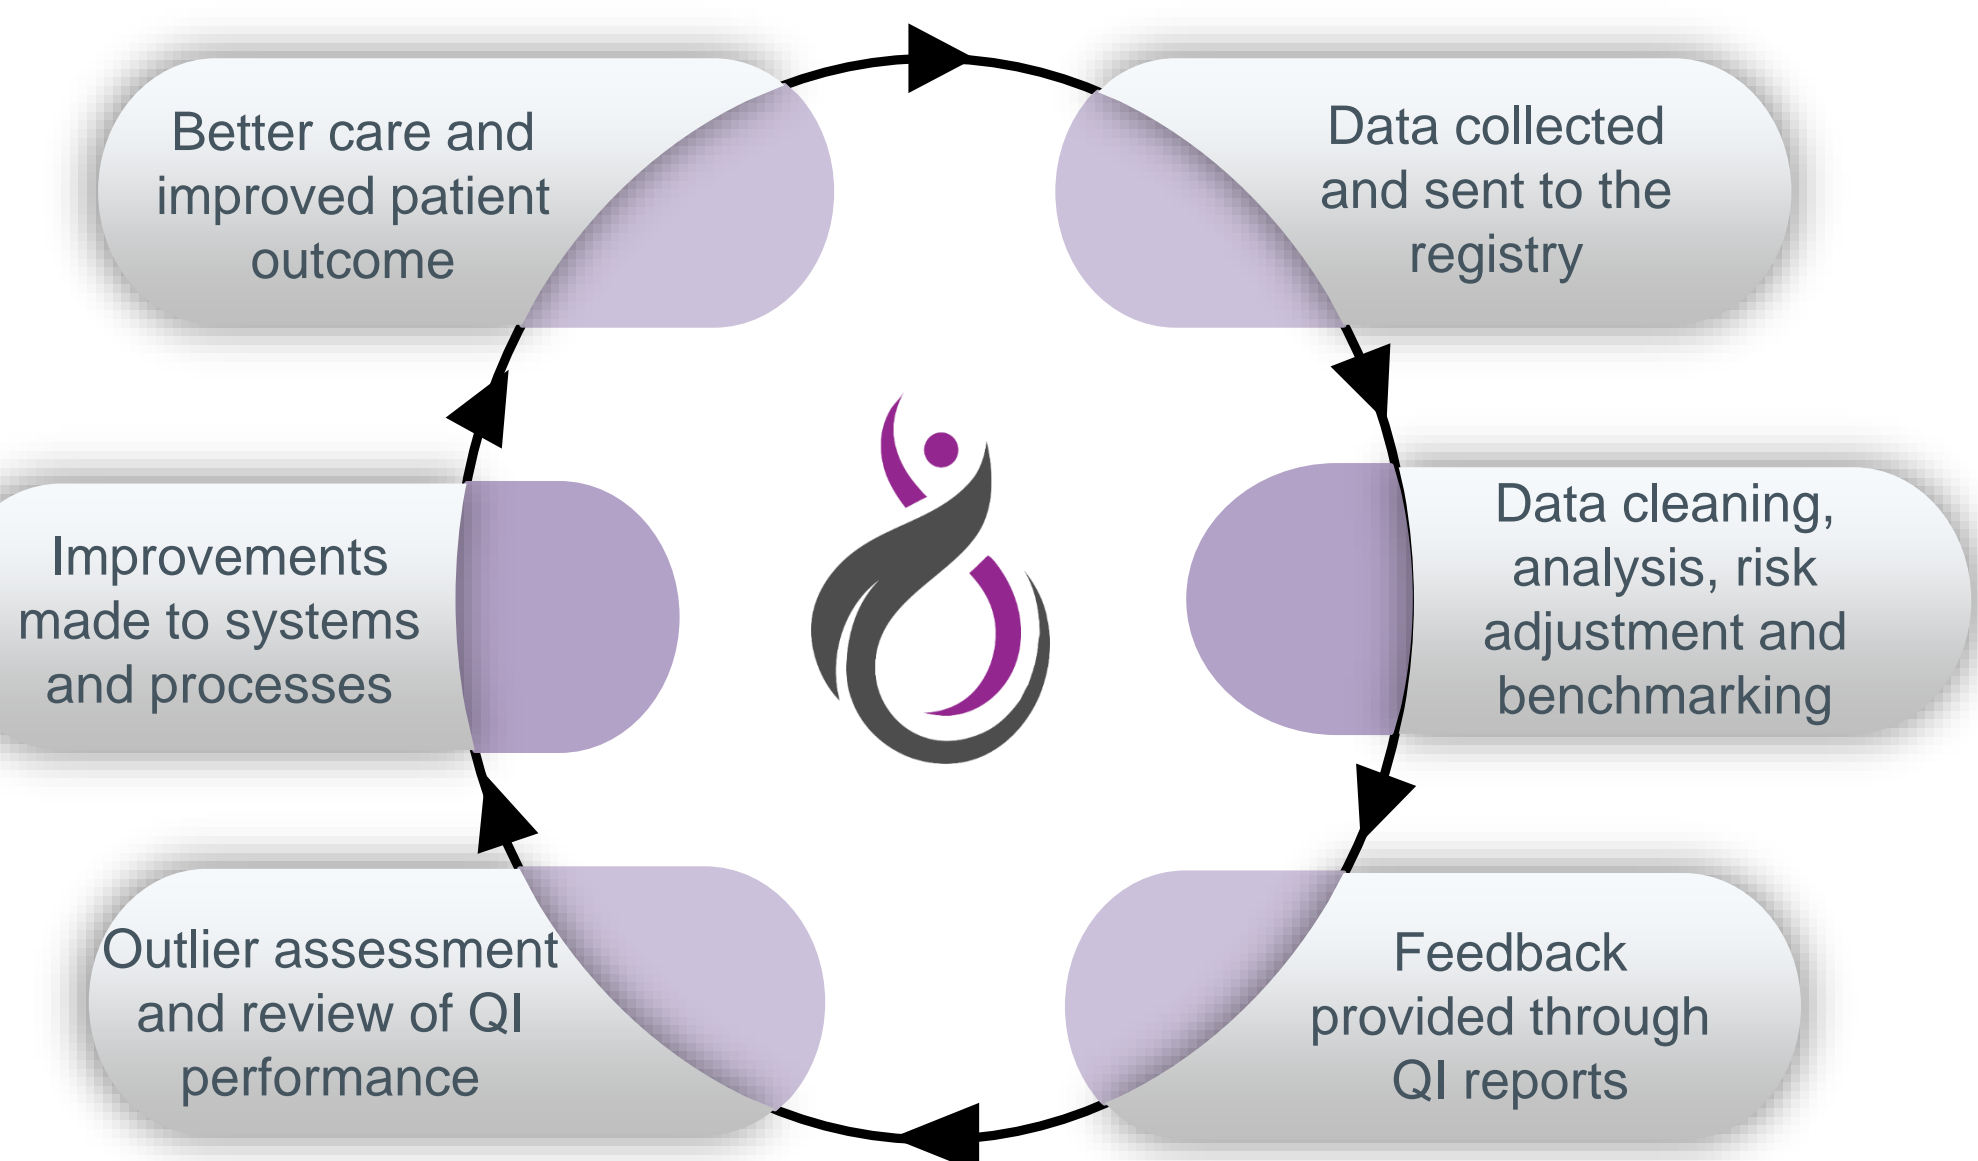 Better care and
improved patient
outcome
Data collected
and sent to the
registry
Data cleaning,
analysis, risk
adjustment and
benchmarking
Feedback
provided through
QI reports
Outlier assessment
and review of QI
performance
Improvements
made to systems
and processes